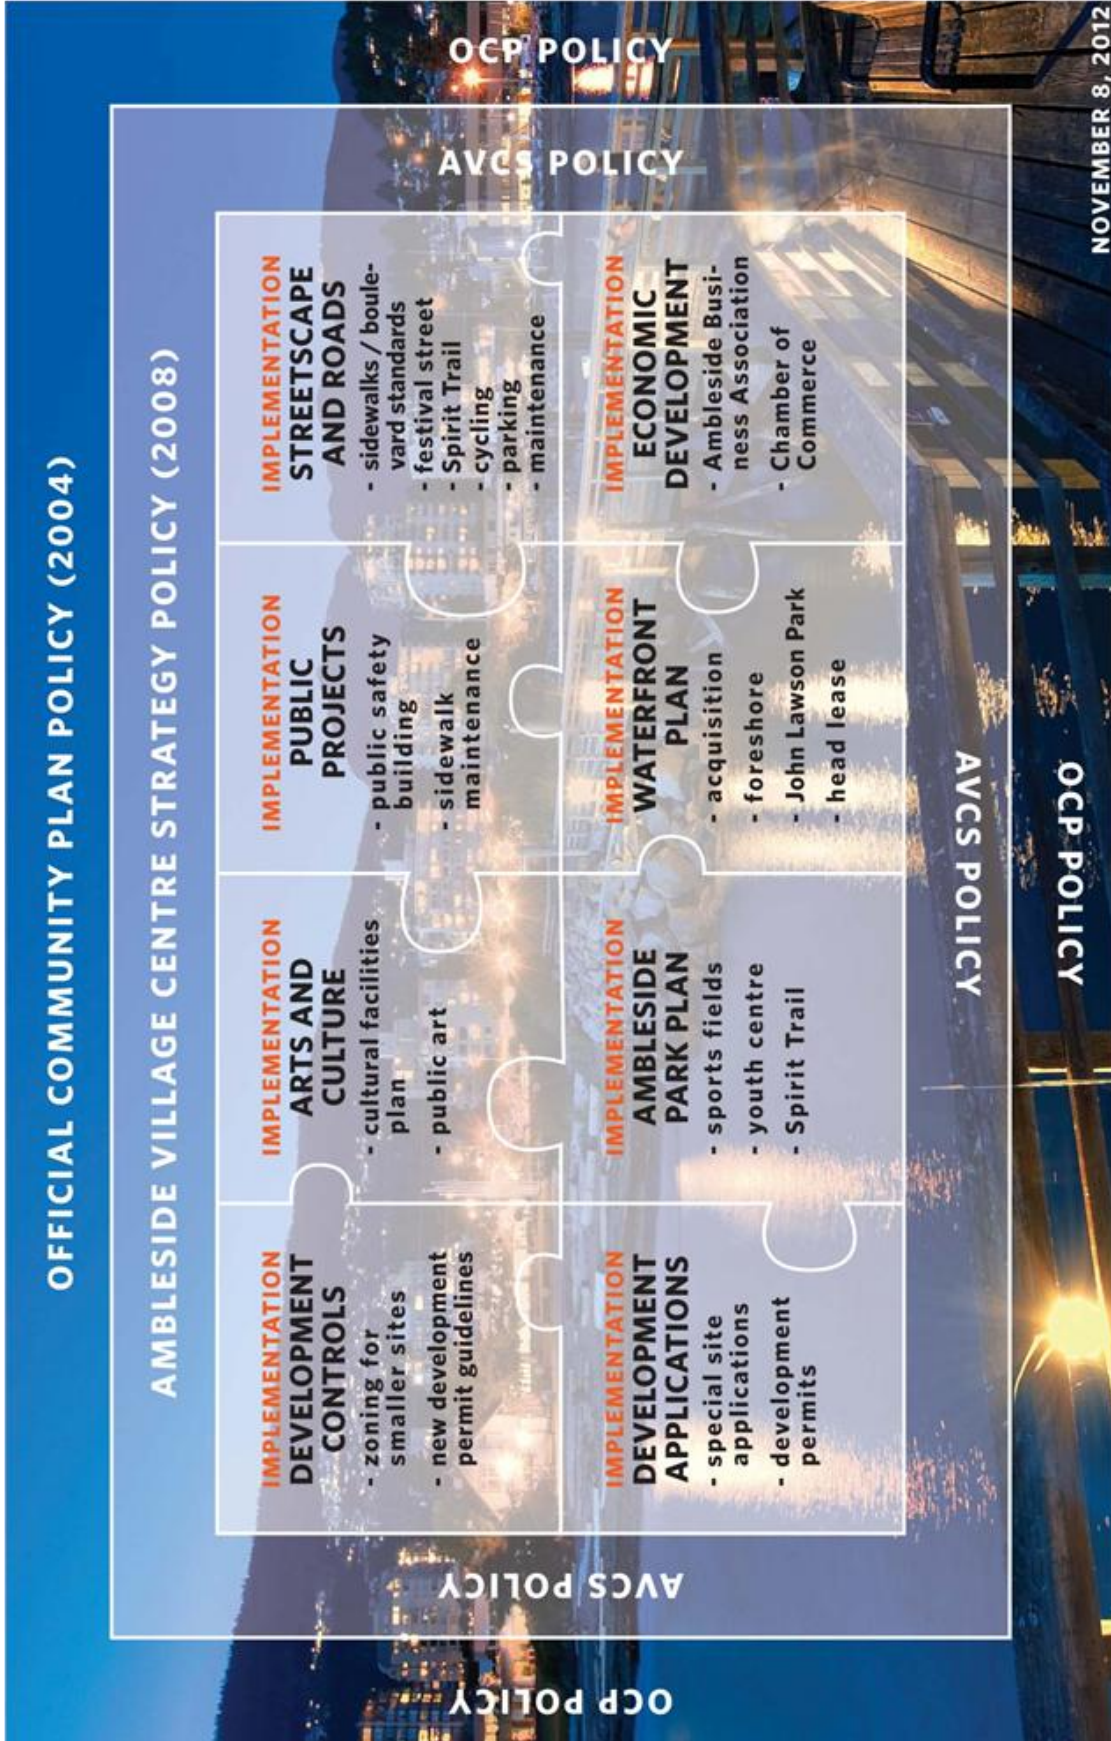 OFFICIAL COMMUNITY PLAN POLICY (2004)
AMBLESIDE VILLAGE CENTRE STRATEGY POLICY (2008)
OCP POLICY
AVCS POLICY
IMPLEMENTATION
DEVELOPMENT
CONTROLS
- zoning for
smaller sites
- new development
permit guidelines
IMPLEMENTATION
ARTS AND
CULTURE
- cultural facilities
plan
- public art
IMPLEMENTATION
PUBLIC
PROJECTS
- public safety
building
- sidewalk
maintenance
IMPLEMENTATION
STREETSCAPE
AND ROADS
- sidewalks / boule-
vard standards
- festival street
- Spirit Trail
- cycling
- parking
- maintenance
IMPLEMENTATION
DEVELOPMENT
APPLICATIONS
- special site
applications
- development
permits
IMPLEMENTATION
AMBLESIDE
PARK PLAN
- sports fields
- youth centre
- Spirit Trail
IMPLEMENTATION
WATERFRONT
PLAN
- acquisition
- foreshore
- John Lawson Park
- head lease
IMPLEMENTATION
ECONOMIC
DEVELOPMENT
- Ambleside Busi-
ness Association
- Chamber of
Commerce
AVCS POLICY
OCP POLICY
AVCS POLICY
OCP POLICY
NOVEMBER 8, 2012